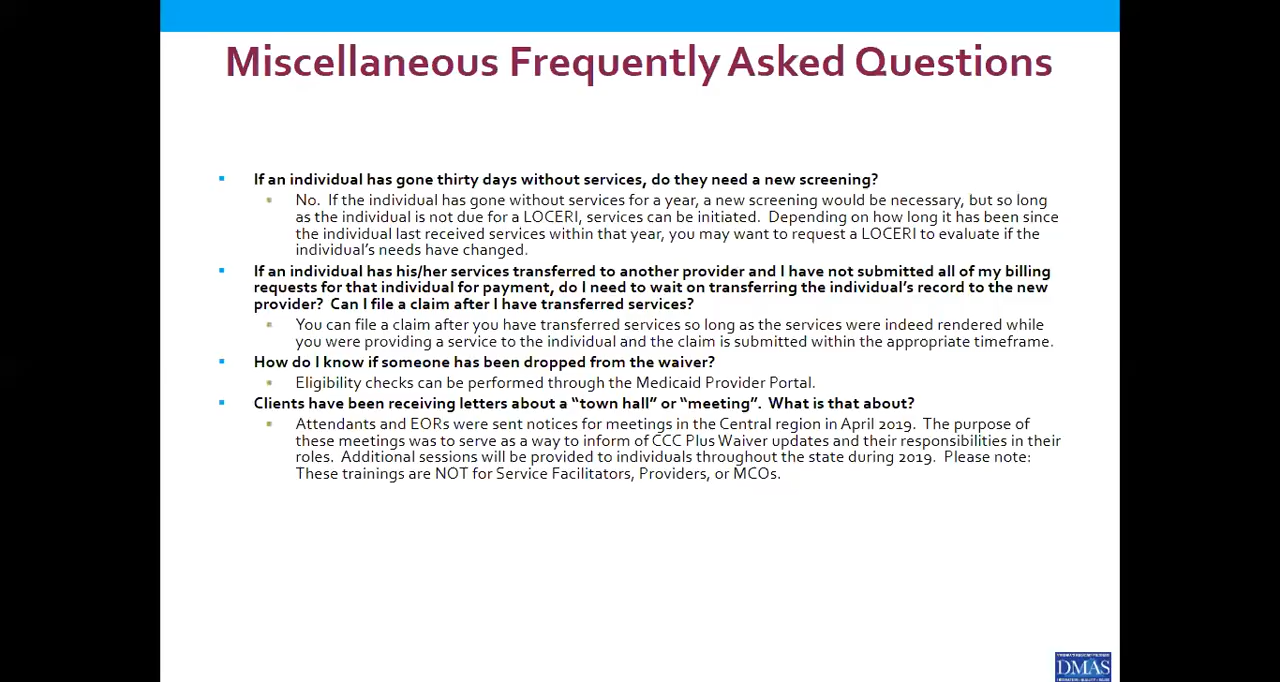 Miscellaneous Frequently Asked Questions
If an individual has gone thirty days without services, do they need a new screening?
No. If the individual has gone without services for a year, a new screening would be necessary, but so long
as the individual is not due for a LOCERI, services can be initiated. Depending on how long it has been since
the individual last received services within that year, you may want to request a LOCERI to evaluate if the
individual's needs have changed.
If an individual has his/her services transferred to another provider and I have not submitted all of my billing
requests for that individual for payment, do I need to wait on transferring the individual's record to the new
provider? Can I file a claim after I have transferred services?
You can file a claim after you have transferred services so long as the services were indeed rendered while
you were providing a service to the individual and the claim is submitted within the appropriate timeframe.
How do I know if someone has been dropped from the waiver?
Eligibility checks can be performed through the Medicaid Provider Portal.
Clients have been receiving letters about a “town hall” or “meeting”. What is that about?
Attendants and EORs were sent notices for meetings in the Central region in April 2019. The purpose of
these meetings was to serve as a way to inform of CCC Plus Waiver updates and their responsibilities in their
roles. Additional sessions will be provided to individuals throughout the state during 2019. Please note:
These trainings are NOT for Service Facilitators, Providers, or MCOs.
DMAS